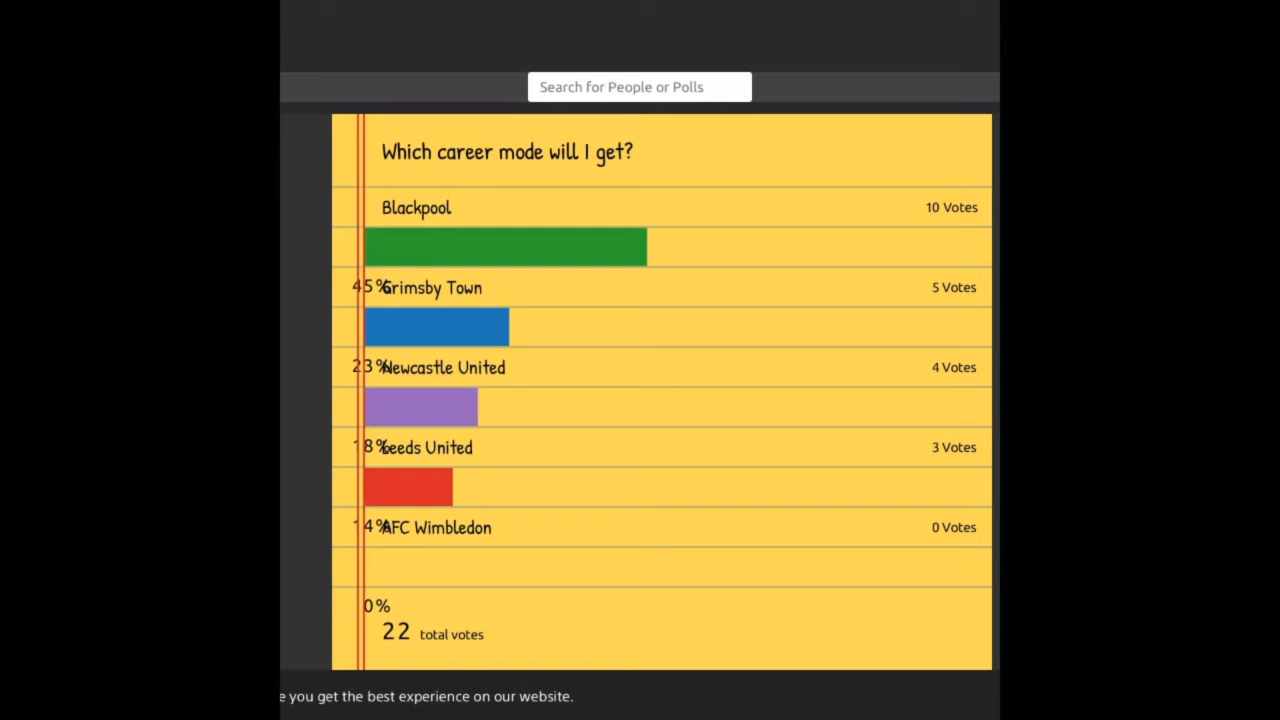 Search for People or Polls
Which career mode will I get?
Blackpool 10 Votes
45%
Grimsby Town 5 Votes
23%
Newcastle United 4 Votes
18%
Leeds United 3 Votes
14%
AFC Wimbledon 0 Votes
0%
22 total votes
e you get the best experience on our website.